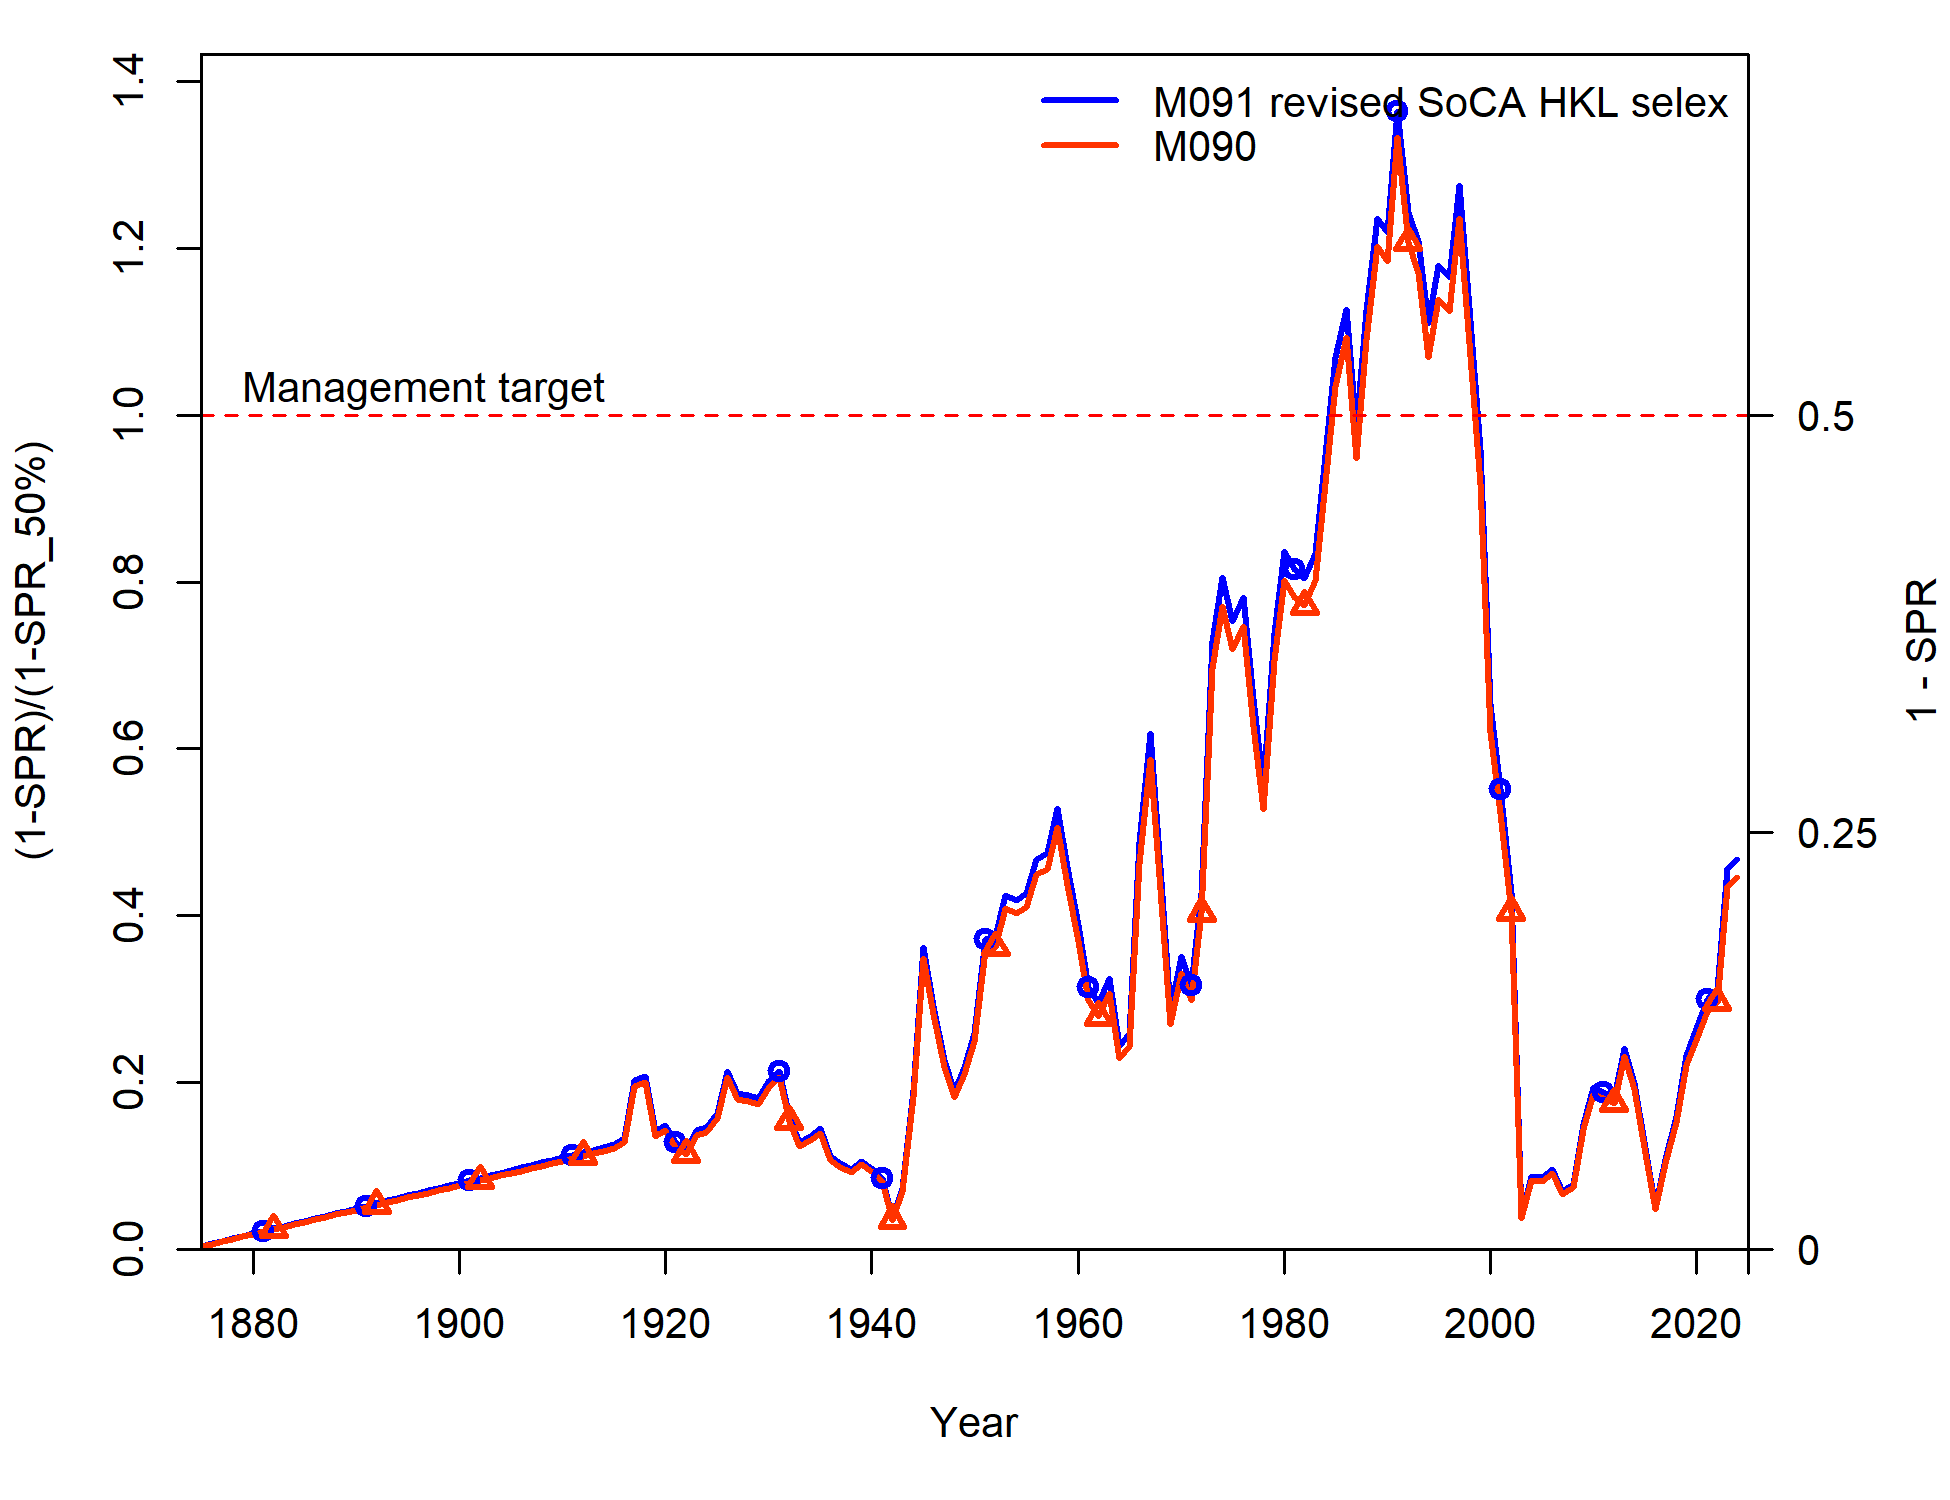 M091 revised SoCA HKL selex
M090
Management target
(1-SPR)/(1-SPR_50%)
1.4
1.2
1.0
0.8
0.6
0.4
0.2
0.0
0.5
0.25
0
1 - SPR
1880 1900 1920 1940 1960 1980 2000 2020
Year